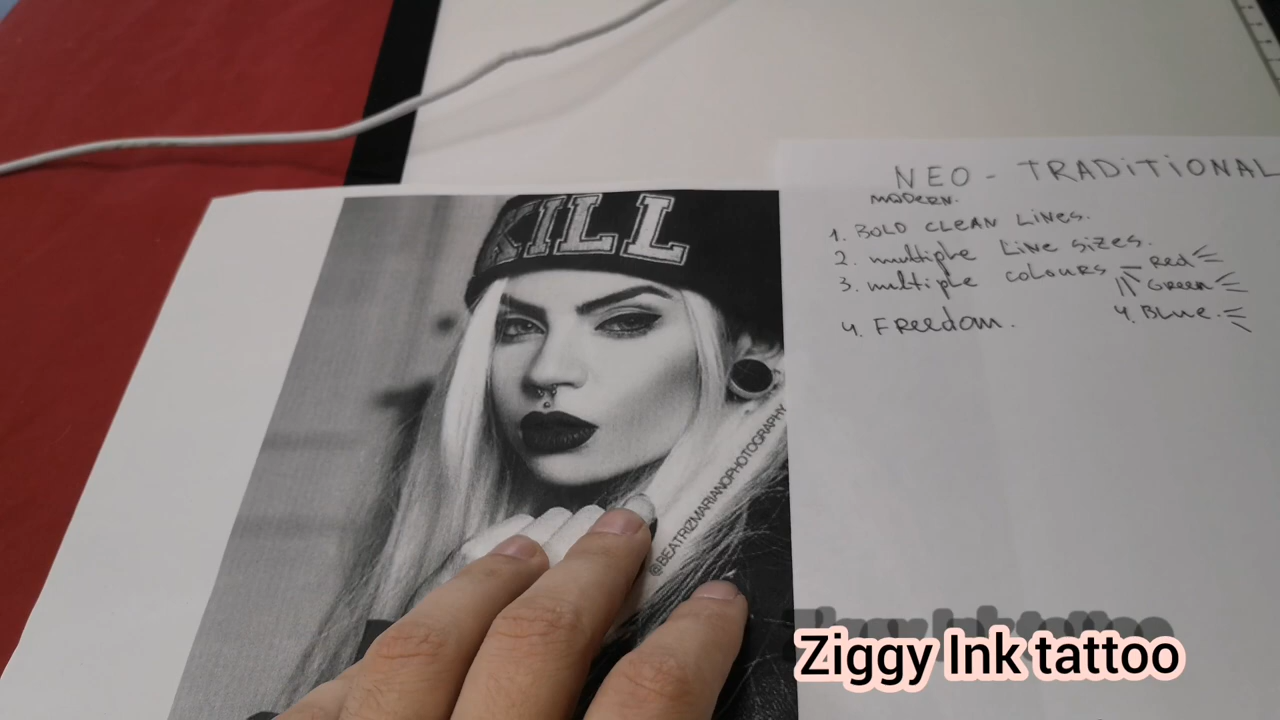 KILL
@BEATRIZMARIANOPHOTOGRAPHY
NEO - TRADITIONAL
MODERN.
1. BOLD CLEAN LINES.
2. multiple Line sizes.
3. multiple colours - Red
Green
4. Freedom.
4. Blue.
Ziggy Ink tattoo